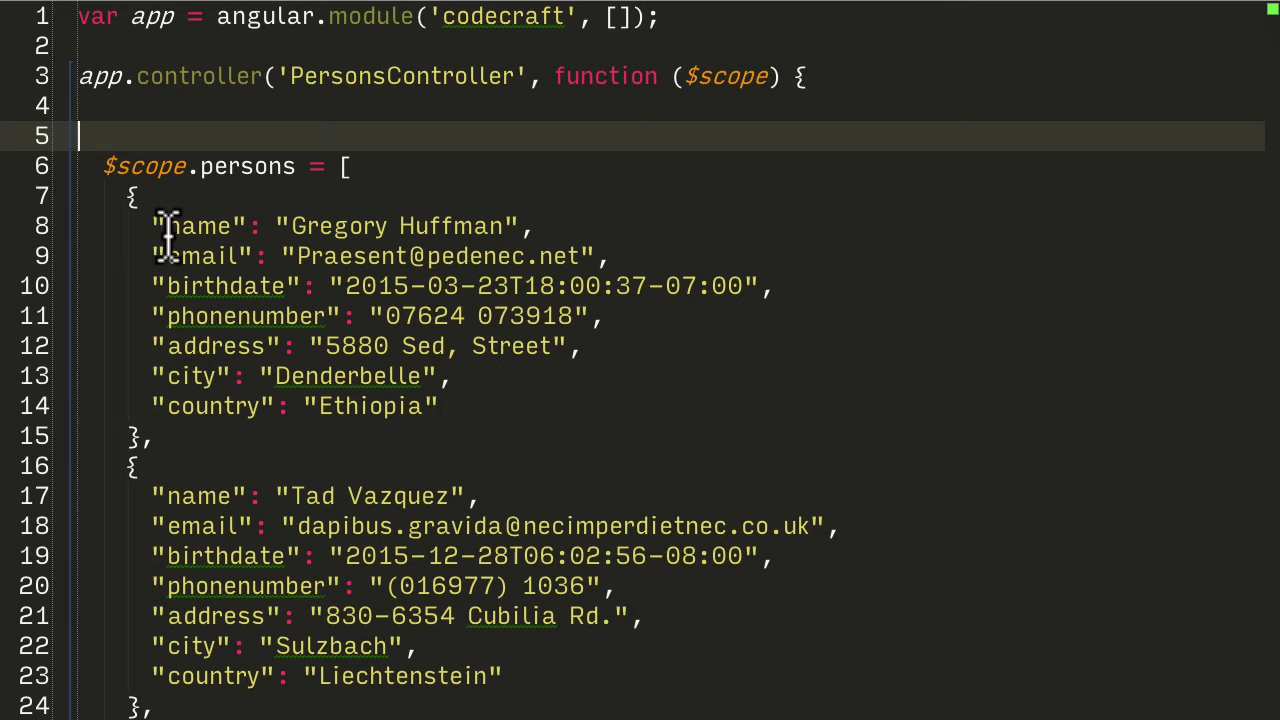 1 var app = angular.module('codecraft', []);
2
3 app.controller('PersonsController', function ($scope) {
4
5
6 $scope.persons = [
7 {
8 "name": "Gregory Huffman",
9 "email": "Praesent@pedenec.net",
10 "birthdate": "2015-03-23T18:00:37-07:00",
11 "phonenumber": "07624 073918",
12 "address": "5880 Sed, Street",
13 "city": "Denderbelle",
14 "country": "Ethiopia"
15 },
16 {
17 "name": "Tad Vazquez",
18 "email": "dapibus.gravida@necimperdietnec.co.uk",
19 "birthdate": "2015-12-28T06:02:56-08:00",
20 "phonenumber": "(016977) 1036",
21 "address": "830-6354 Cubilia Rd.",
22 "city": "Sulzbach",
23 "country": "Liechtenstein"
24 },